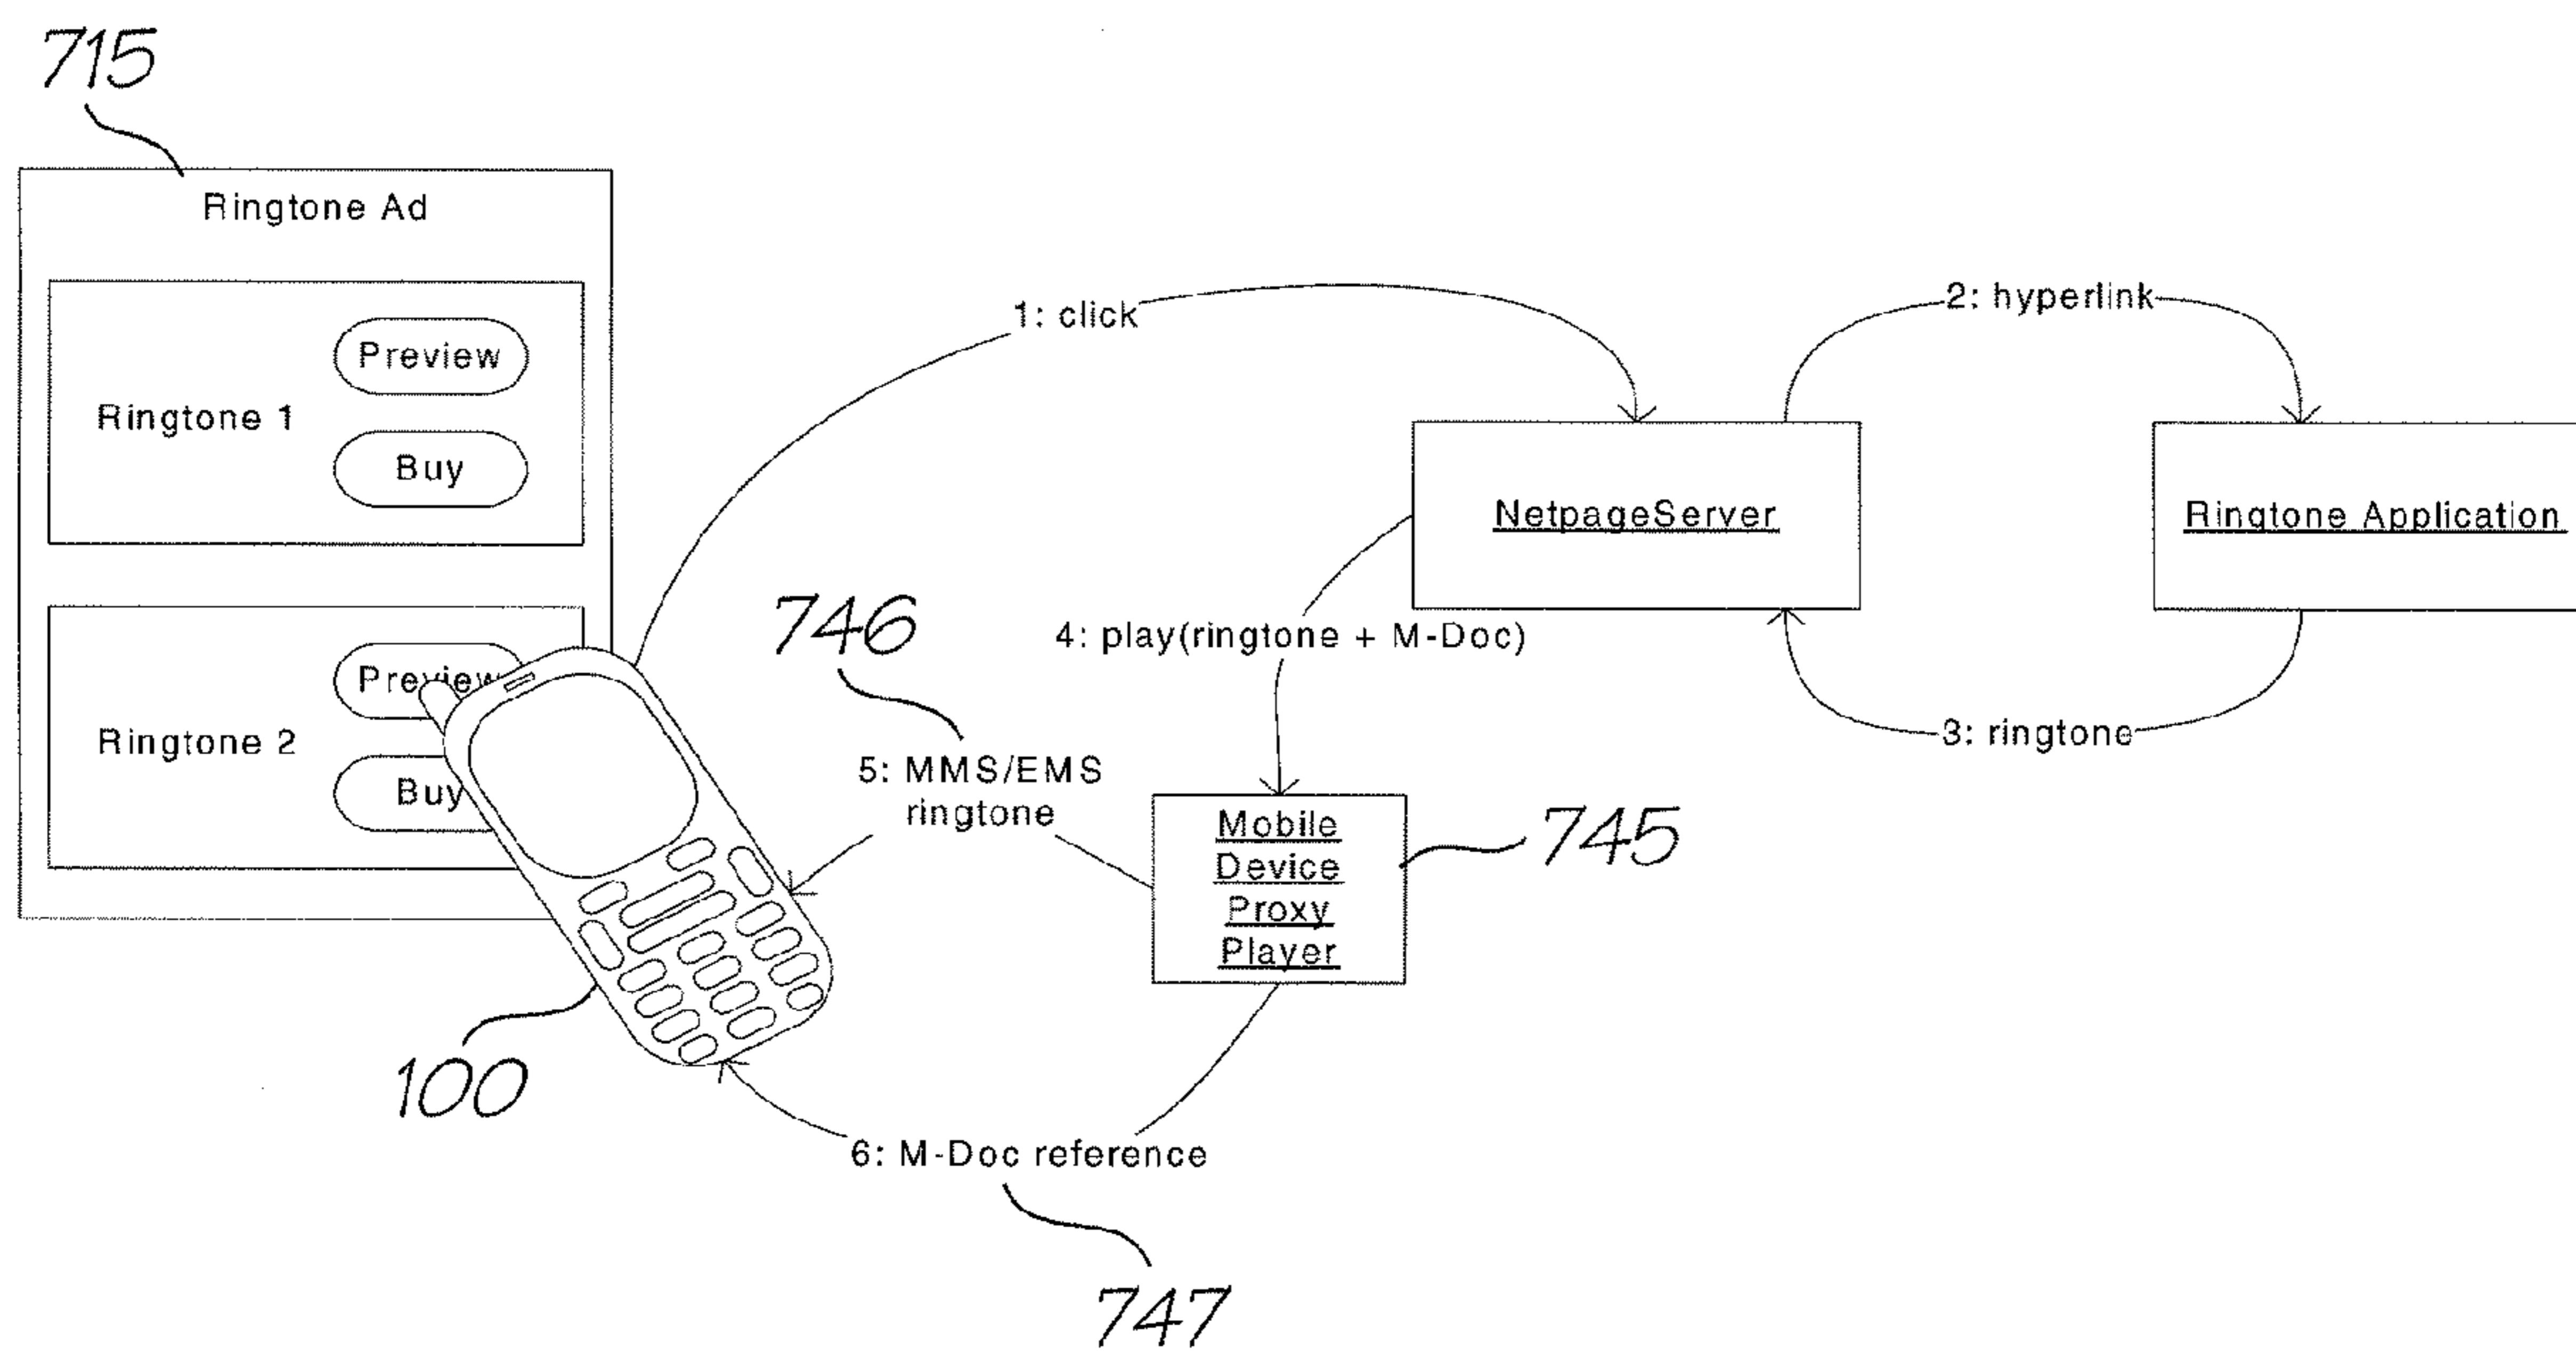 715
Ringtone Ad
Preview
Ringtone 1
Buy
Preview
Ringtone 2
Buy
1: click
2: hyperlink
NetpageServer
Ringtone Application
3: ringtone
4: play(ringtone + M-Doc)
746
5: MMS/EMS
ringtone
Mobile
Device
Proxy
Player
745
100
6: M-Doc reference
747